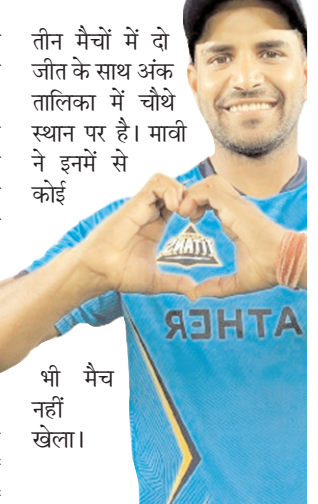 तीन मैचों में दो
जीत के साथ अंक
तालिका में चौथे
स्थान पर है। मावी
ने इनमें से
कोई
TITANS
ATHER
भी मैच
नहीं
खेला।